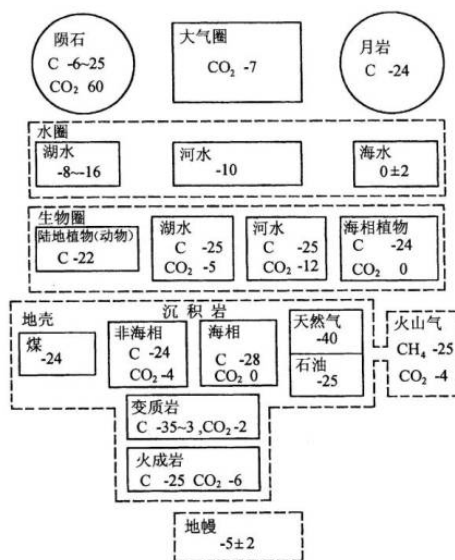 陨石
C -6~25
CO₂ 60
大气圈
CO₂ -7
月岩
C -24
水圈
湖水
-8~-16
河水
-10
海水
0±2
生物圈
陆地植物(动物)
C -22
湖水
C -25
CO₂ -5
河水
C -25
CO₂ -12
海相植物
C -24
CO₂ 0
地壳
沉积岩
煤
-24
非海相
C -24
CO₂ -4
海相
C -28
CO₂ 0
天然气
-40
石油
-25
火山气
CH₄ -25
CO₂ -4
变质岩
C -35~3 ,CO₂ -2
火成岩
C -25 CO₂ -6
地幔
-5±2